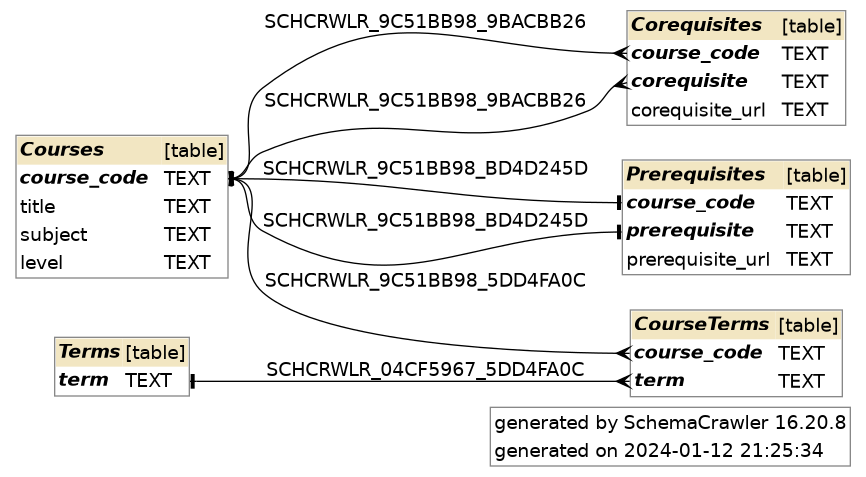 SCHCRWLR_9C51BB98_9BACBB26
Corequisites [table]
course_code TEXT
corequisite TEXT
corequisite_url TEXT
SCHCRWLR_9C51BB98_9BACBB26
Courses [table]
course_code TEXT
title TEXT
subject TEXT
level TEXT
SCHCRWLR_9C51BB98_BD4D245D
Prerequisites [table]
course_code TEXT
prerequisite TEXT
prerequisite_url TEXT
SCHCRWLR_9C51BB98_BD4D245D
SCHCRWLR_9C51BB98_5DD4FA0C
CourseTerms [table]
course_code TEXT
term TEXT
Terms [table]
term TEXT
SCHCRWLR_04CF5967_5DD4FA0C
generated by SchemaCrawler 16.20.8
generated on 2024-01-12 21:25:34